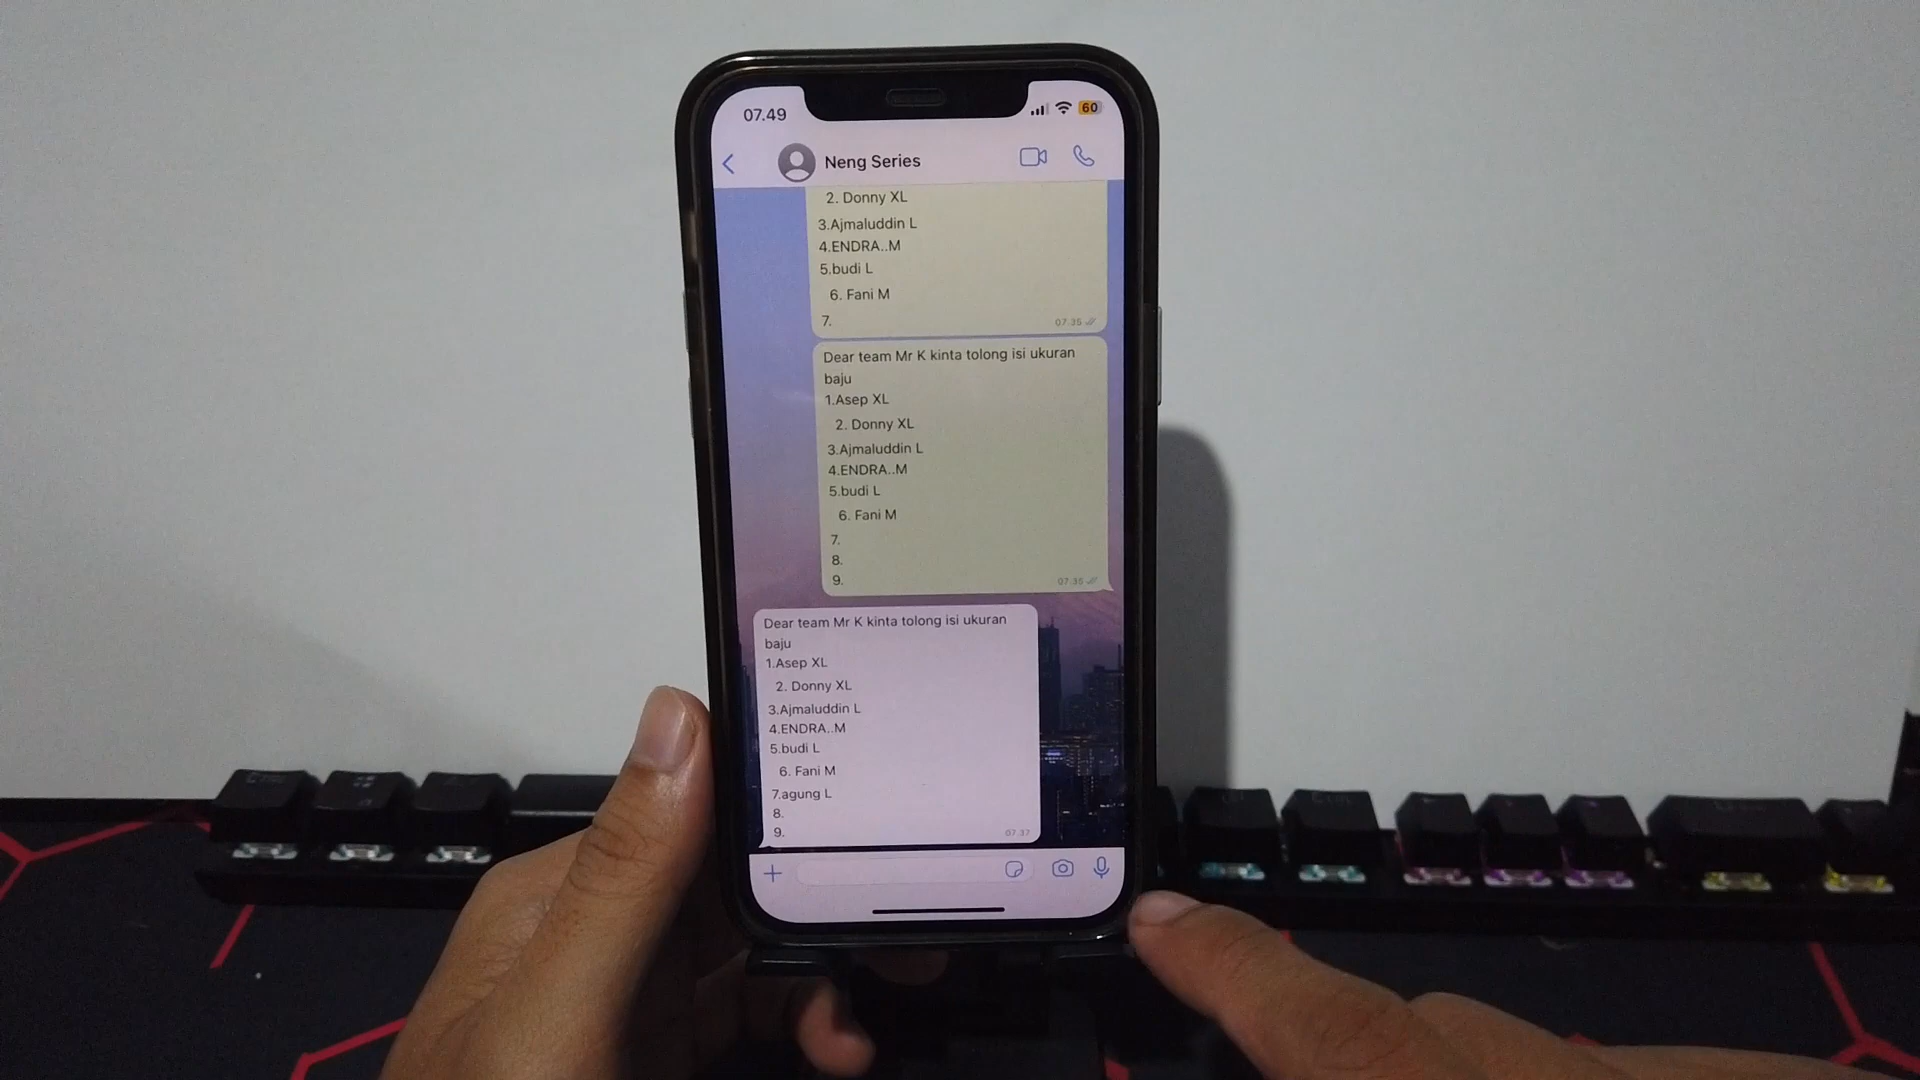 07.49
60
Neng Series
2. Donny XL
3.Ajmaluddin L
4.ENDRA..M
5.budi L
6. Fani M
7.
07.35
Dear team Mr K kinta tolong isi ukuran
baju
1.Asep XL
2. Donny XL
3.Ajmaluddin L
4.ENDRA..M
5.budi L
6. Fani M
7.
8.
9.
07.35
Dear team Mr K kinta tolong isi ukuran
baju
1.Asep XL
2. Donny XL
3.Ajmaluddin L
4.ENDRA..M
5.budi L
6. Fani M
7.agung L
8.
9.
07.37